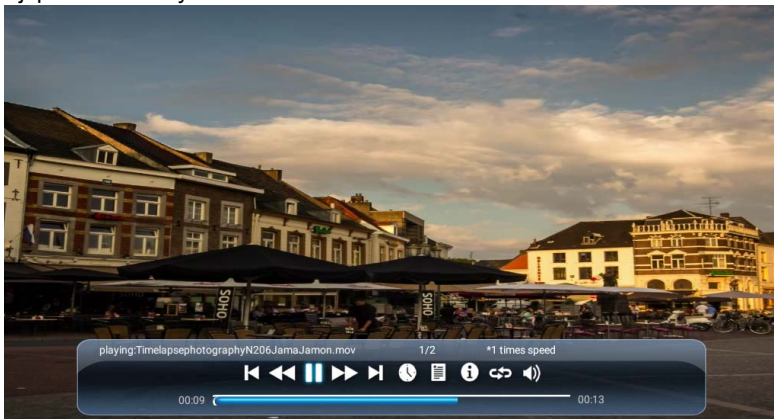 SOHO
SOHO
playing:TimelapsephotographyN206JamaJamon.mov 1/2 *1 times speed
00:09 00:13